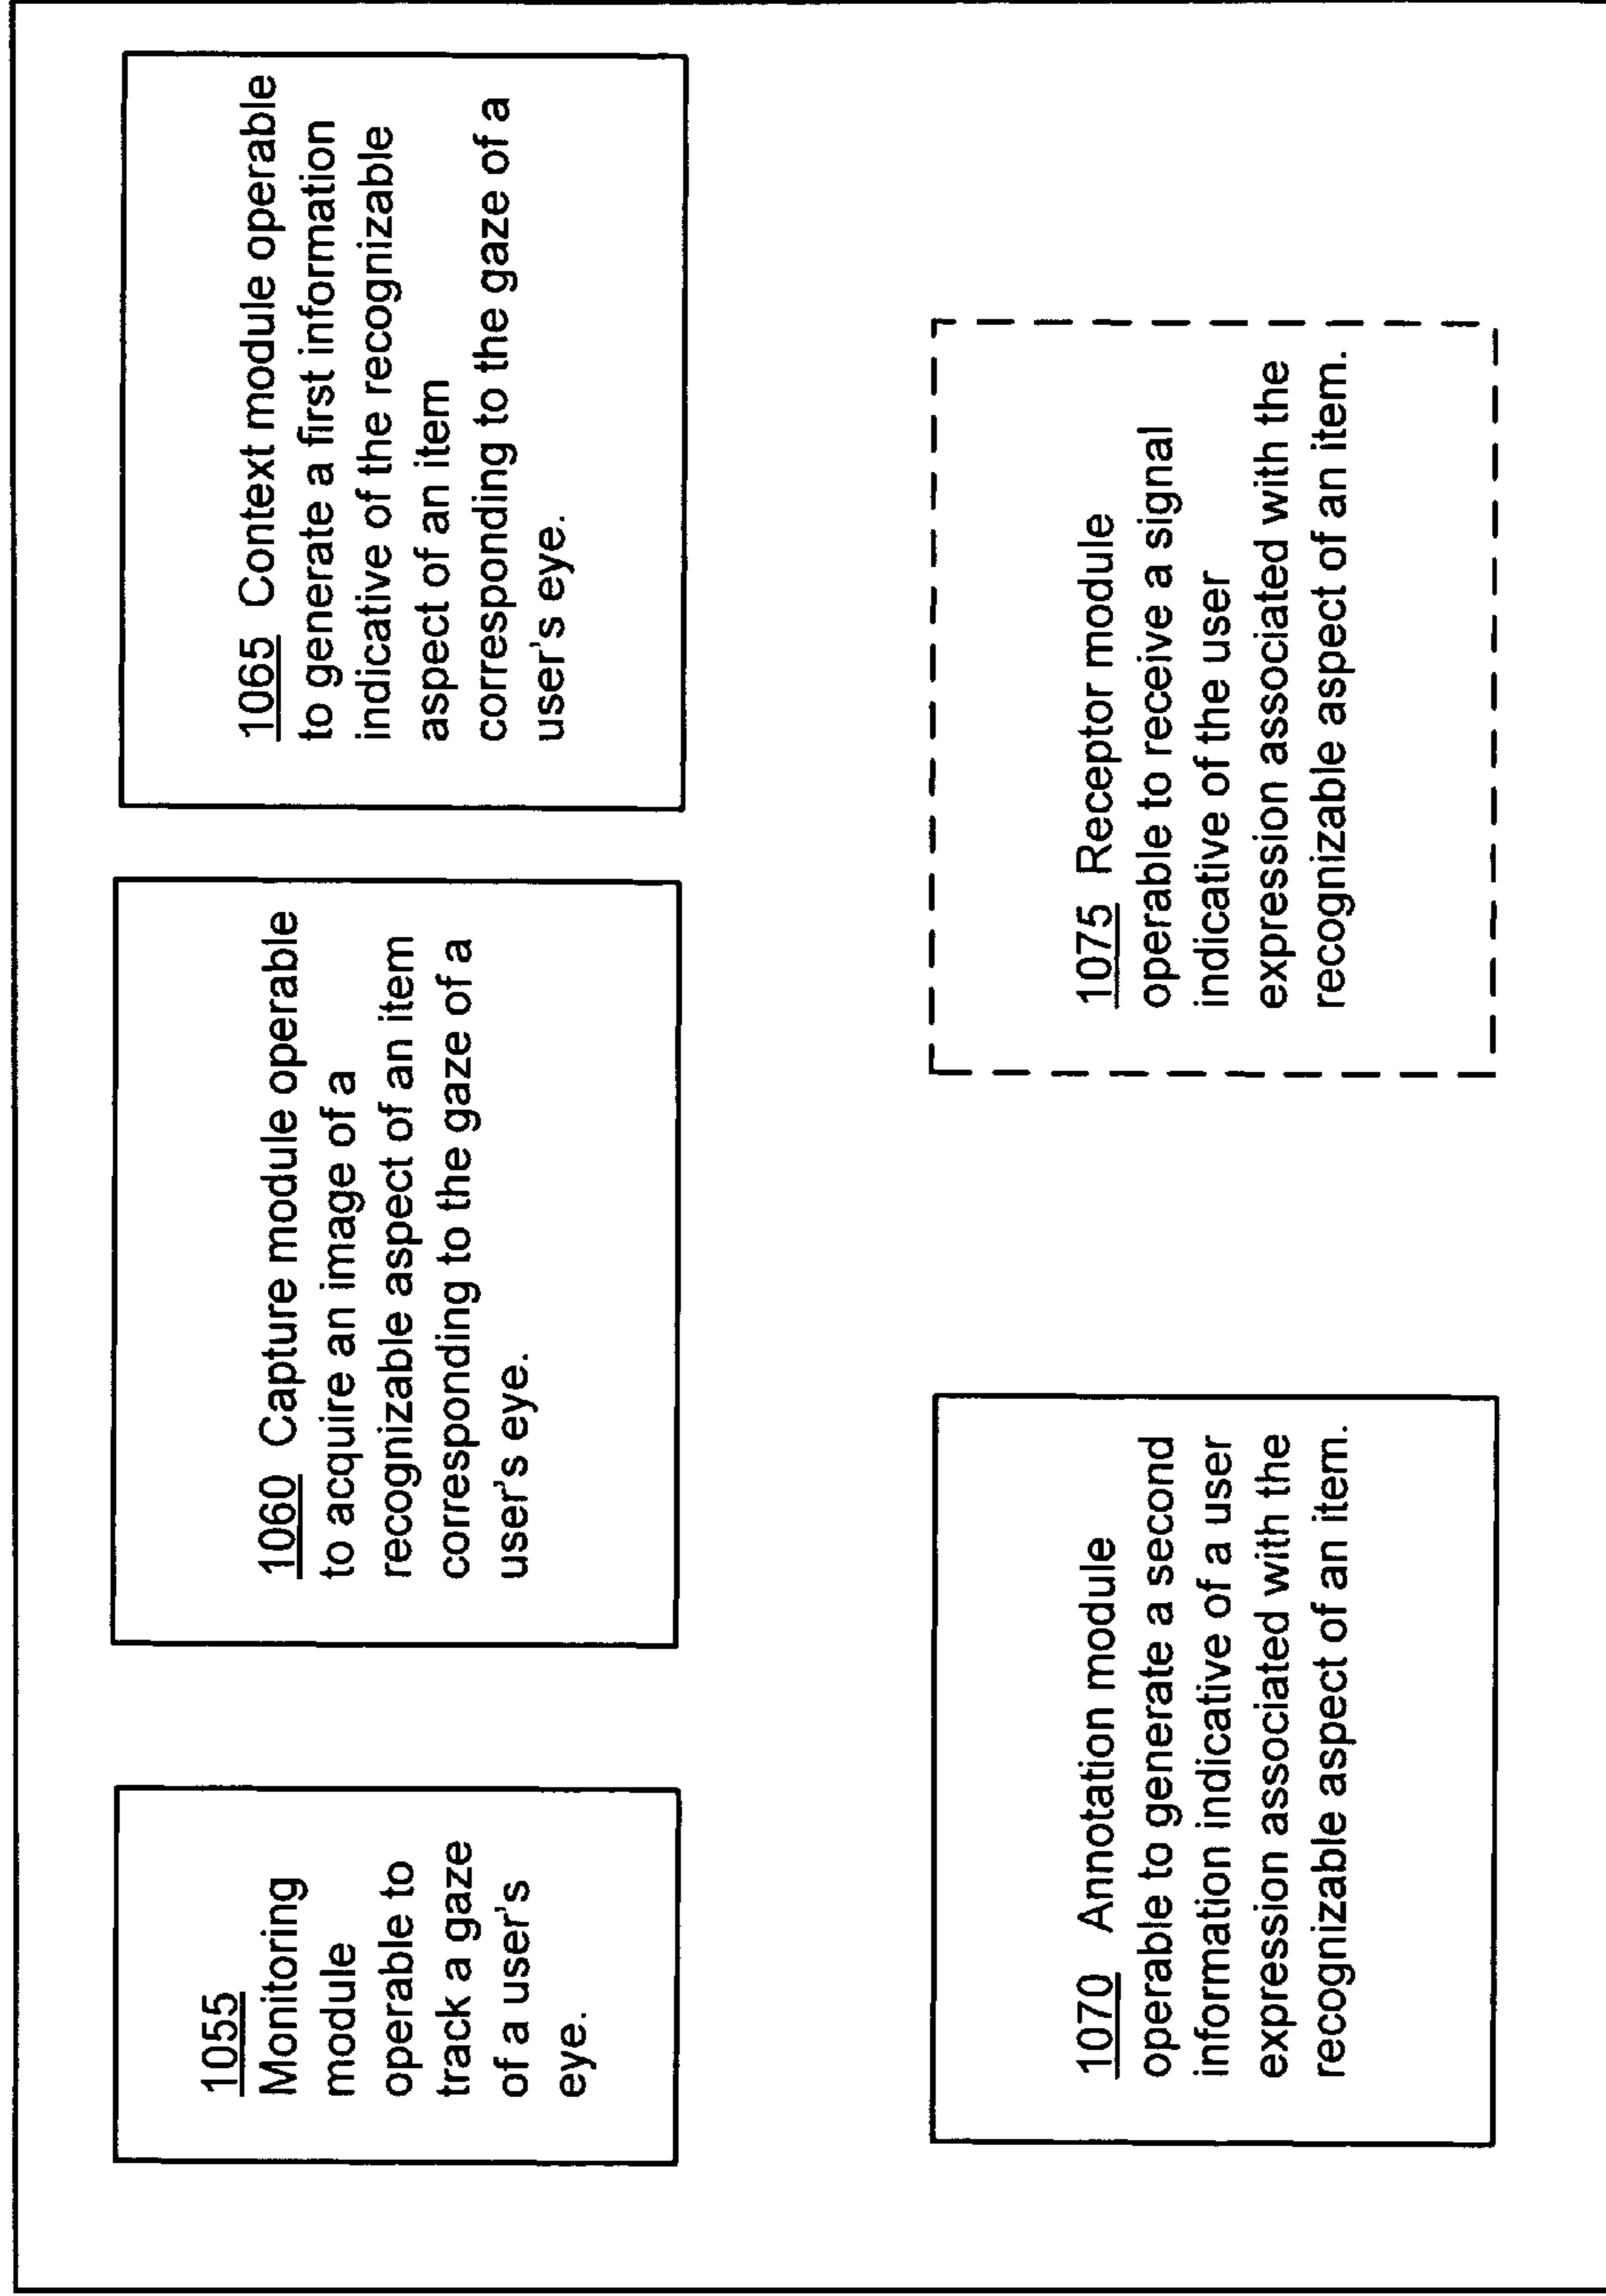 1055
Monitoring
module
operable to
track a gaze
of a user's
eye.
1060 Capture module operable
to acquire an image of a
recognizable aspect of an item
corresponding to the gaze of a
user's eye.
1065 Context module operable
to generate a first information
indicative of the recognizable
aspect of an item
corresponding to the gaze of a
user's eye.
1070 Annotation module
operable to generate a second
information indicative of a user
expression associated with the
recognizable aspect of an item.
1075 Receptor module
operable to receive a signal
indicative of the user
expression associated with the
recognizable aspect of an item.